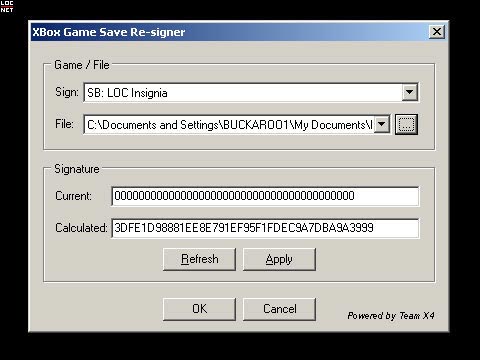 LOC
NET
XBox Game Save Re-signer
Game / File
Sign: SB: LOC Insignia
File: C:\Documents and Settings\BUCKAROO1\My Documents\I
Signature
Current: 0000000000000000000000000000000000000000
Calculated: 3DFE1D98881EE8E791EF95F1FDEC9A7DBA9A3999
Refresh Apply
OK Cancel
Powered by Team X4